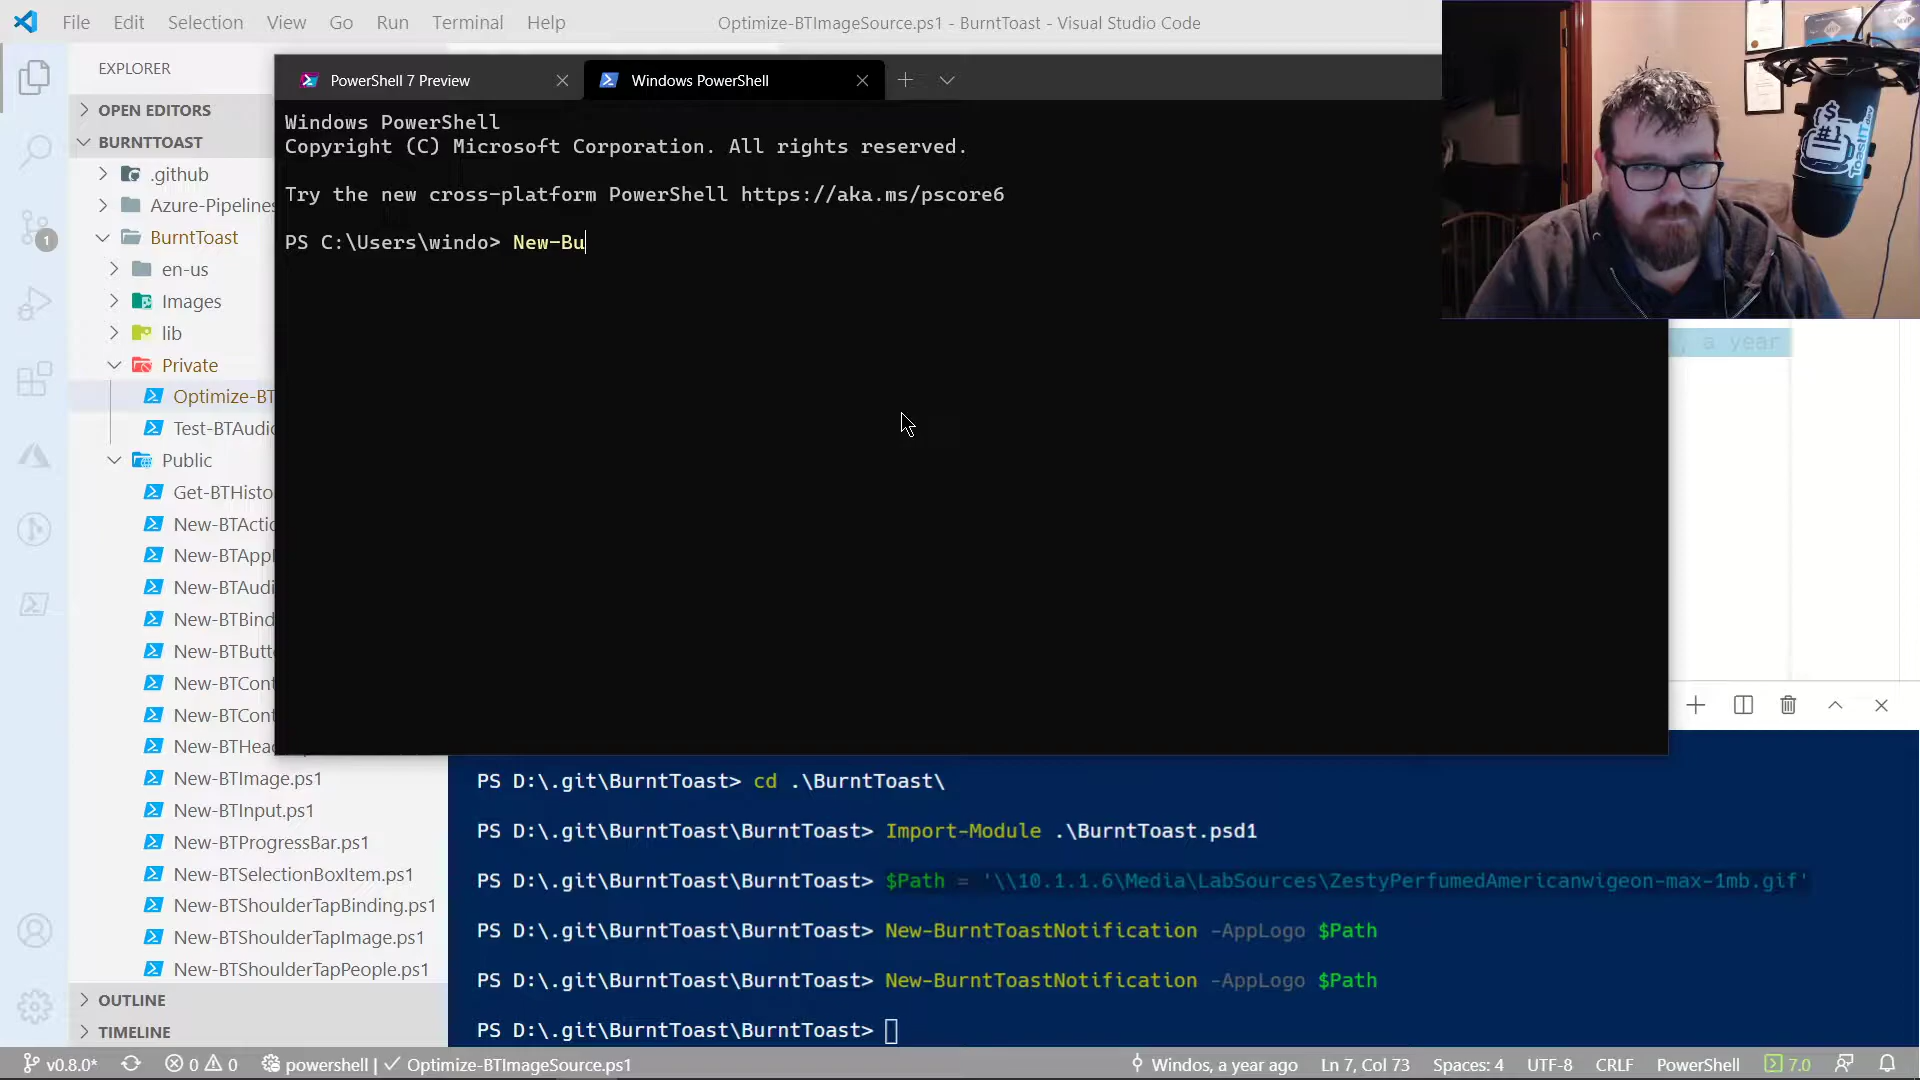 File Edit Selection View Go Run Terminal Help
Optimize-BTImageSource.ps1 - BurntToast - Visual Studio Code
EXPLORER
OPEN EDITORS
BURNTTOAST
.github
Azure-Pipelines
BurntToast
en-us
Images
lib
Private
Optimize-BT
Test-BTAudio
Public
Get-BTHisto
New-BTActio
New-BTApp
New-BTAudi
New-BTBind
New-BTButt
New-BTCont
New-BTCont
New-BTHea
New-BTImage.ps1
New-BTInput.ps1
New-BTProgressBar.ps1
New-BTSelectionBoxItem.ps1
New-BTShoulderTapBinding.ps1
New-BTShoulderTapImage.ps1
New-BTShoulderTapPeople.ps1
OUTLINE
TIMELINE
1
PowerShell 7 Preview
Windows PowerShell
Windows PowerShell
Copyright (C) Microsoft Corporation. All rights reserved.
Try the new cross-platform PowerShell https://aka.ms/pscore6
PS C:\Users\windo> New-Bu
, a year
PS D:\.git\BurntToast> cd .\BurntToast\
PS D:\.git\BurntToast\BurntToast> Import-Module .\BurntToast.psd1
PS D:\.git\BurntToast\BurntToast> $Path = '\\10.1.1.6\Media\LabSources\ZestyPerfumedAmericanwigeon-max-1mb.gif'
PS D:\.git\BurntToast\BurntToast> New-BurntToastNotification -AppLogo $Path
PS D:\.git\BurntToast\BurntToast> New-BurntToastNotification -AppLogo $Path
PS D:\.git\BurntToast\BurntToast>
v0.8.0* 0 0 powershell | Optimize-BTImageSource.ps1
Windos, a year ago Ln 7, Col 73 Spaces: 4 UTF-8 CRLF PowerShell 7.0